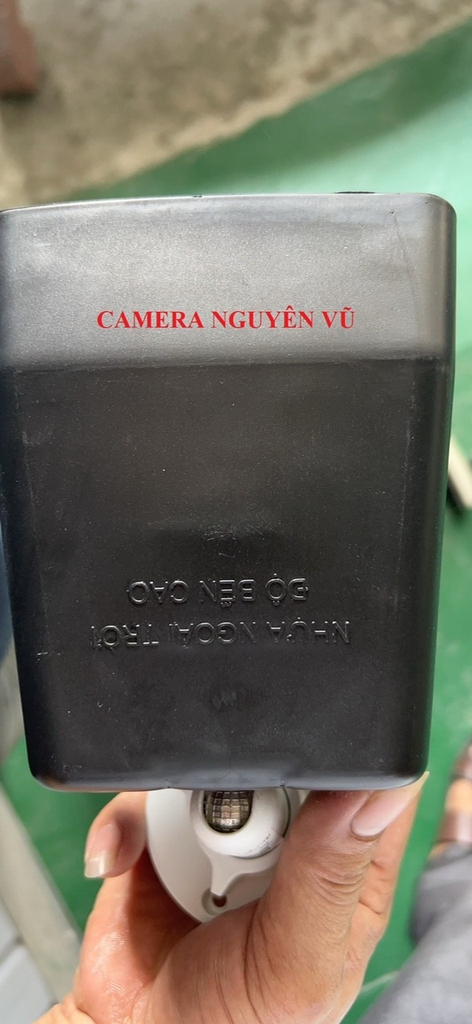 CAMERA NGUYÊN VŨ
NHỰA NGOÀI TRỜI
ĐỘ BỀN CAO